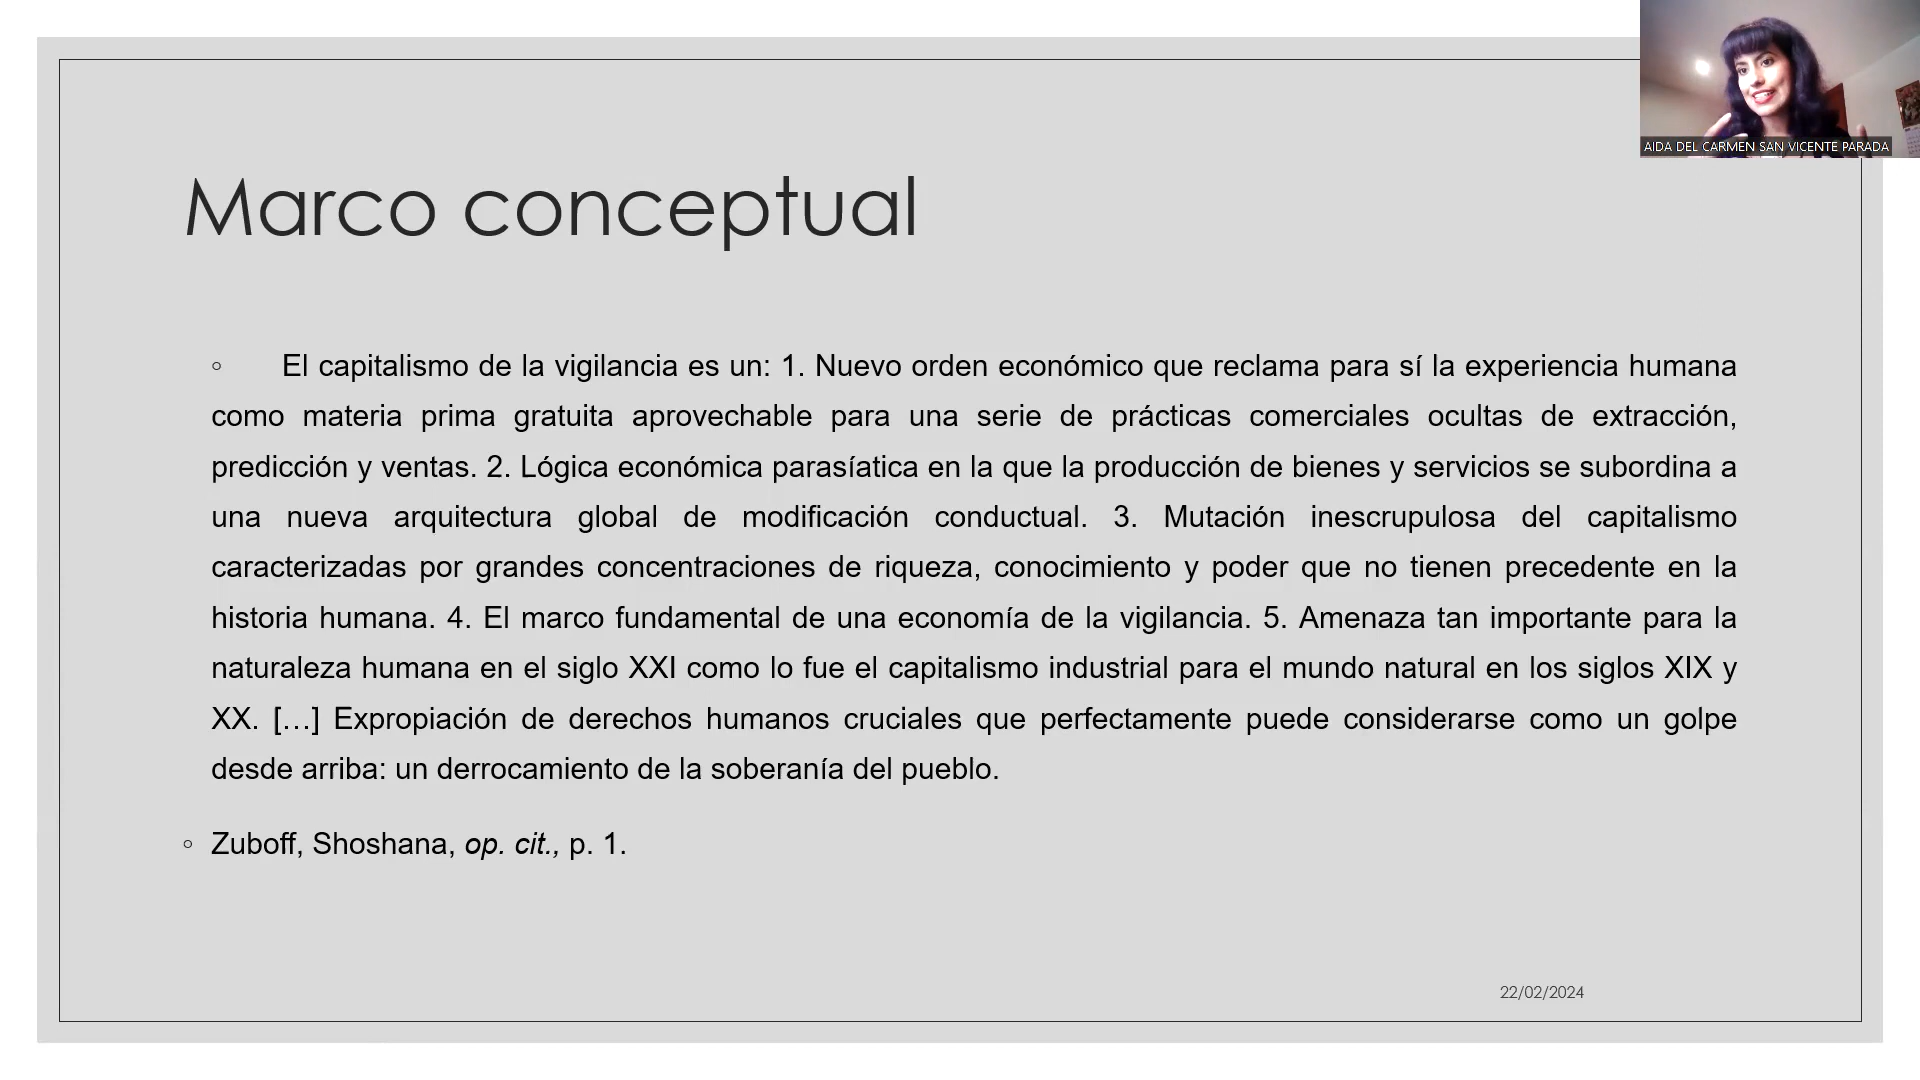 AIDA DEL CARMEN SAN VICENTE PARADA
Marco conceptual
◦ El capitalismo de la vigilancia es un: 1. Nuevo orden económico que reclama para sí la experiencia humana
como materia prima gratuita aprovechable para una serie de prácticas comerciales ocultas de extracción,
predicción y ventas. 2. Lógica económica parasíatica en la que la producción de bienes y servicios se subordina a
una nueva arquitectura global de modificación conductual. 3. Mutación inescrupulosa del capitalismo
caracterizadas por grandes concentraciones de riqueza, conocimiento y poder que no tienen precedente en la
historia humana. 4. El marco fundamental de una economía de la vigilancia. 5. Amenaza tan importante para la
naturaleza humana en el siglo XXI como lo fue el capitalismo industrial para el mundo natural en los siglos XIX y
XX. […] Expropiación de derechos humanos cruciales que perfectamente puede considerarse como un golpe
desde arriba: un derrocamiento de la soberanía del pueblo.
◦ Zuboff, Shoshana, op. cit., p. 1.
22/02/2024